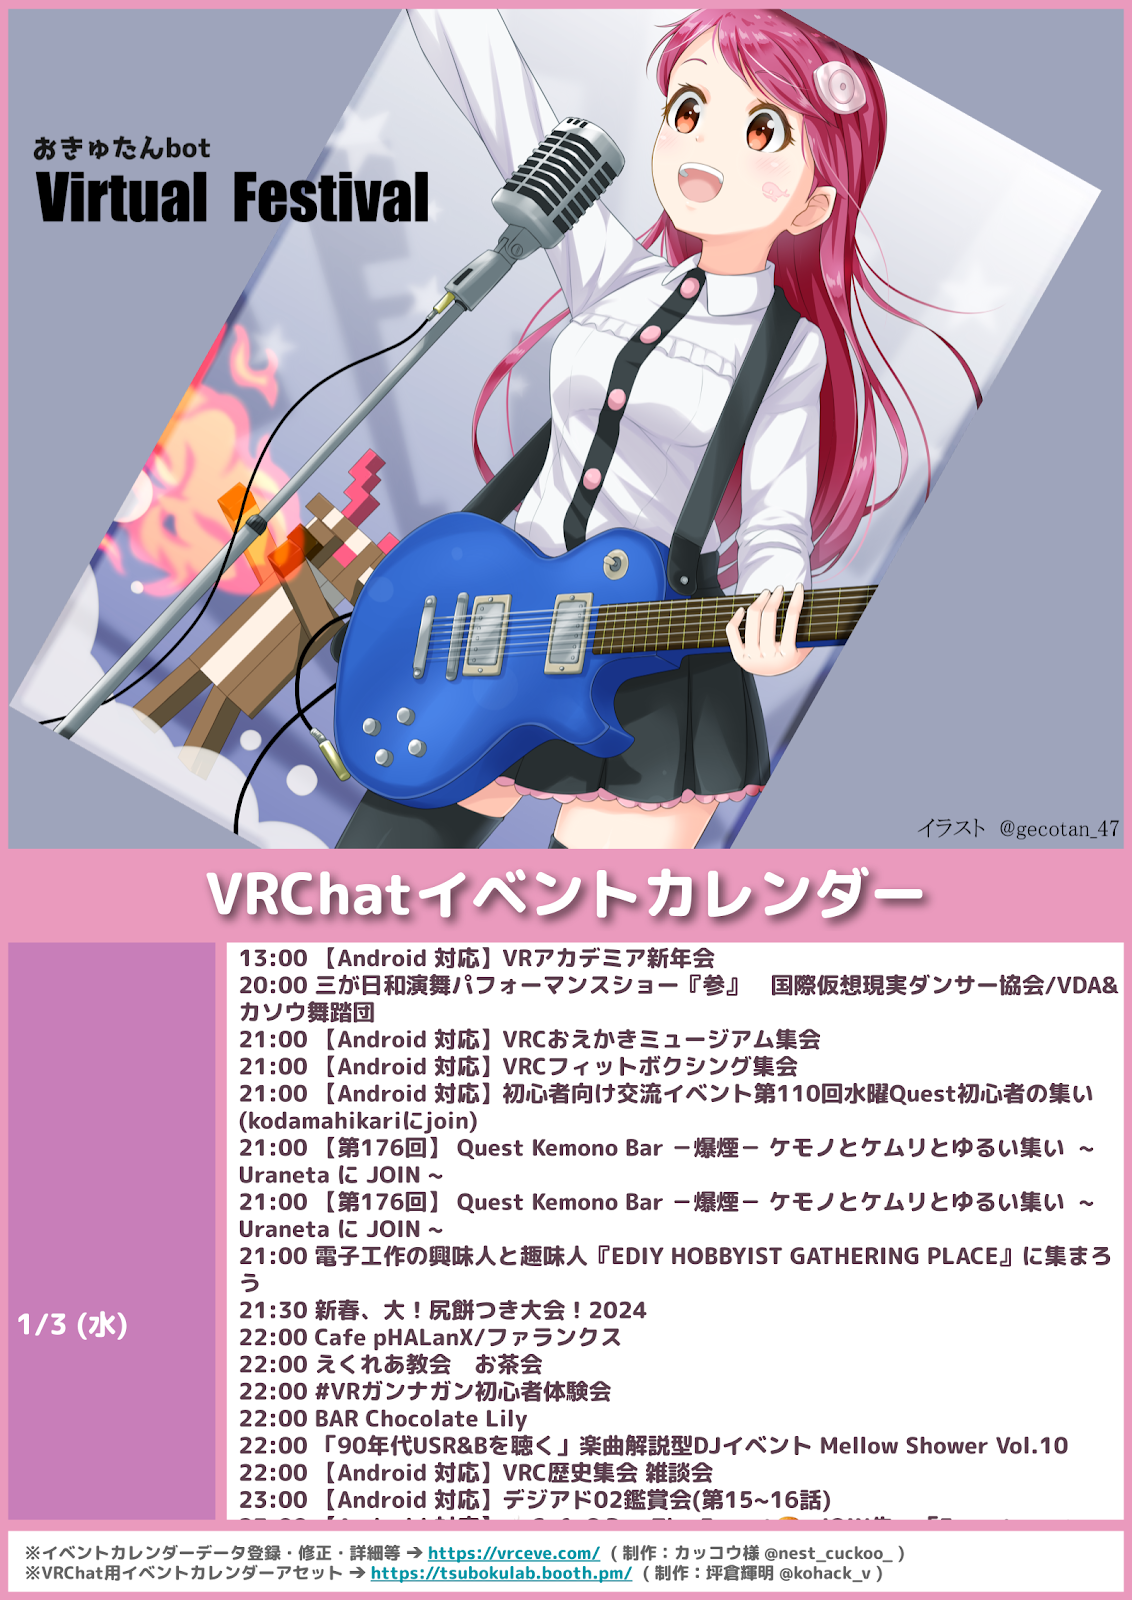 おきゅたんbot
Virtual Festival
イラスト @gecotan_47
VRChatイベントカレンダー
1/3 (水)
13:00 【Android 対応】VRアカデミア新年会
20:00 三が日和演舞パフォーマンスショー『参』　国際仮想現実ダンサー協会/VDA&
カソウ舞踏団
21:00 【Android 対応】VRCおえかきミュージアム集会
21:00 【Android 対応】VRCフィットボクシング集会
21:00 【Android 対応】初心者向け交流イベント第110回水曜Quest初心者の集い
(kodamahikariにjoin)
21:00 【第176回】 Quest Kemono Bar －爆煙－ ケモノとケムリとゆるい集い ～
Uraneta に JOIN ~
21:00 【第176回】 Quest Kemono Bar －爆煙－ ケモノとケムリとゆるい集い ～
Uraneta に JOIN ~
21:00 電子工作の興味人と趣味人『EDIY HOBBYIST GATHERING PLACE』に集まろ
う
21:30 新春、大！尻餅つき大会！2024
22:00 Cafe pHALanX/ファランクス
22:00 えくれあ教会　お茶会
22:00 #VRガンナガン初心者体験会
22:00 BAR Chocolate Lily
22:00 「90年代USR&Bを聴く」楽曲解説型DJイベント Mellow Shower Vol.10
22:00 【Android 対応】VRC歴史集会 雑談会
23:00 【Android 対応】デジアド02鑑賞会(第15~16話)
※イベントカレンダーデータ登録・修正・詳細等 ➔ https://vrceve.com/ ( 制作：カッコウ様 @nest_cuckoo_ )
※VRChat用イベントカレンダーアセット ➔ https://tsubokulab.booth.pm/ ( 制作：坪倉輝明 @kohack_v )